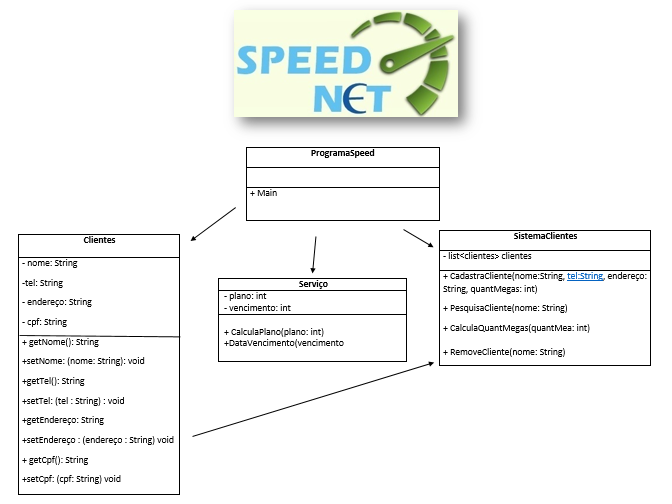 SPEED
NET
ProgramaSpeed
+ Main
Clientes
- nome: String
-tel: String
- endereço: String
- cpf: String
+ getNome(): String
+setNome: (nome: String): void
+getTel(): String
+setTel: (tel : String) : void
+getEndereço: String
+setEndereço : (endereço : String) void
+ getCpf(): String
+setCpf: (cpf: String) void
Serviço
- plano: int
- vencimento: int
+ CalculaPlano(plano: int)
+DataVencimento(vencimento
SistemaClientes
- list<clientes> clientes
+ CadastraCliente(nome:String, tel:String, endereço:
String, quantMegas: int)
+ PesquisaCliente(nome: String)
+ CalculaQuantMegas(quantMea: int)
+ RemoveCliente(nome: String)